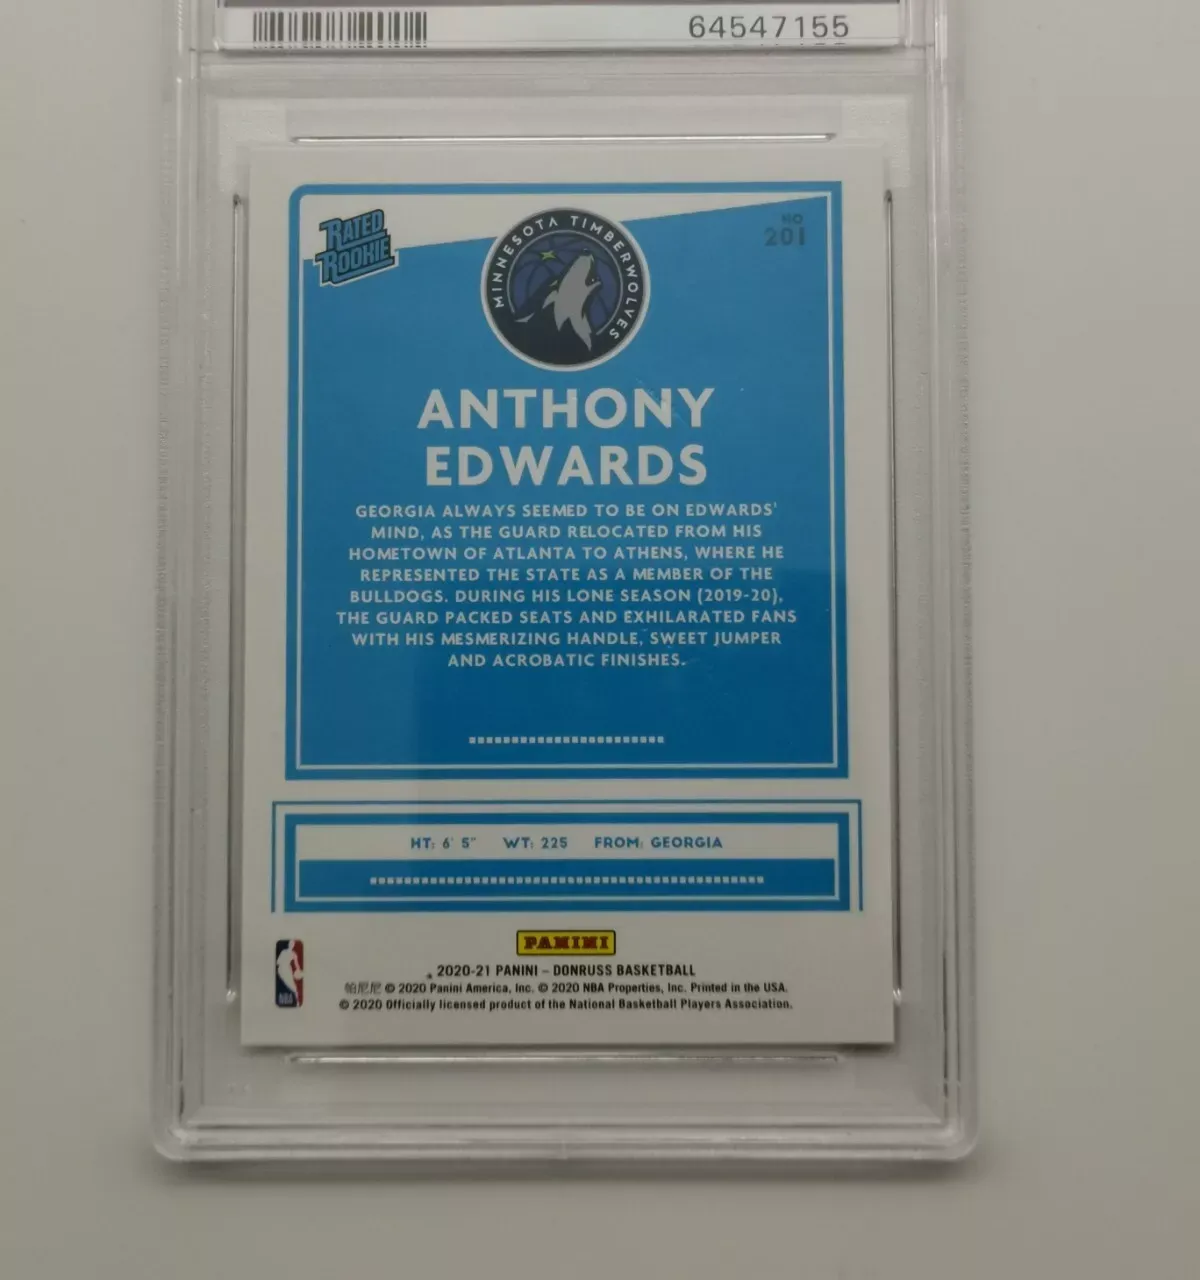 64547155
RATED
ROOKIE
MINNESOTA TIMBERWOLVES
NO
201
ANTHONY
EDWARDS
GEORGIA ALWAYS SEEMED TO BE ON EDWARDS'
MIND, AS THE GUARD RELOCATED FROM HIS
HOMETOWN OF ATLANTA TO ATHENS, WHERE HE
REPRESENTED THE STATE AS A MEMBER OF THE
BULLDOGS. DURING HIS LONE SEASON (2019-20),
THE GUARD PACKED SEATS AND EXHILARATED FANS
WITH HIS MESMERIZING HANDLE, SWEET JUMPER
AND ACROBATIC FINISHES.
HT: 6' 5" WT: 225 FROM: GEORGIA
PANINI
NBA
2020-21 PANINI – DONRUSS BASKETBALL
帕尼尼 © 2020 Panini America, Inc. © 2020 NBA Properties, Inc. Printed in the USA.
© 2020 Officially licensed product of the National Basketball Players Association.